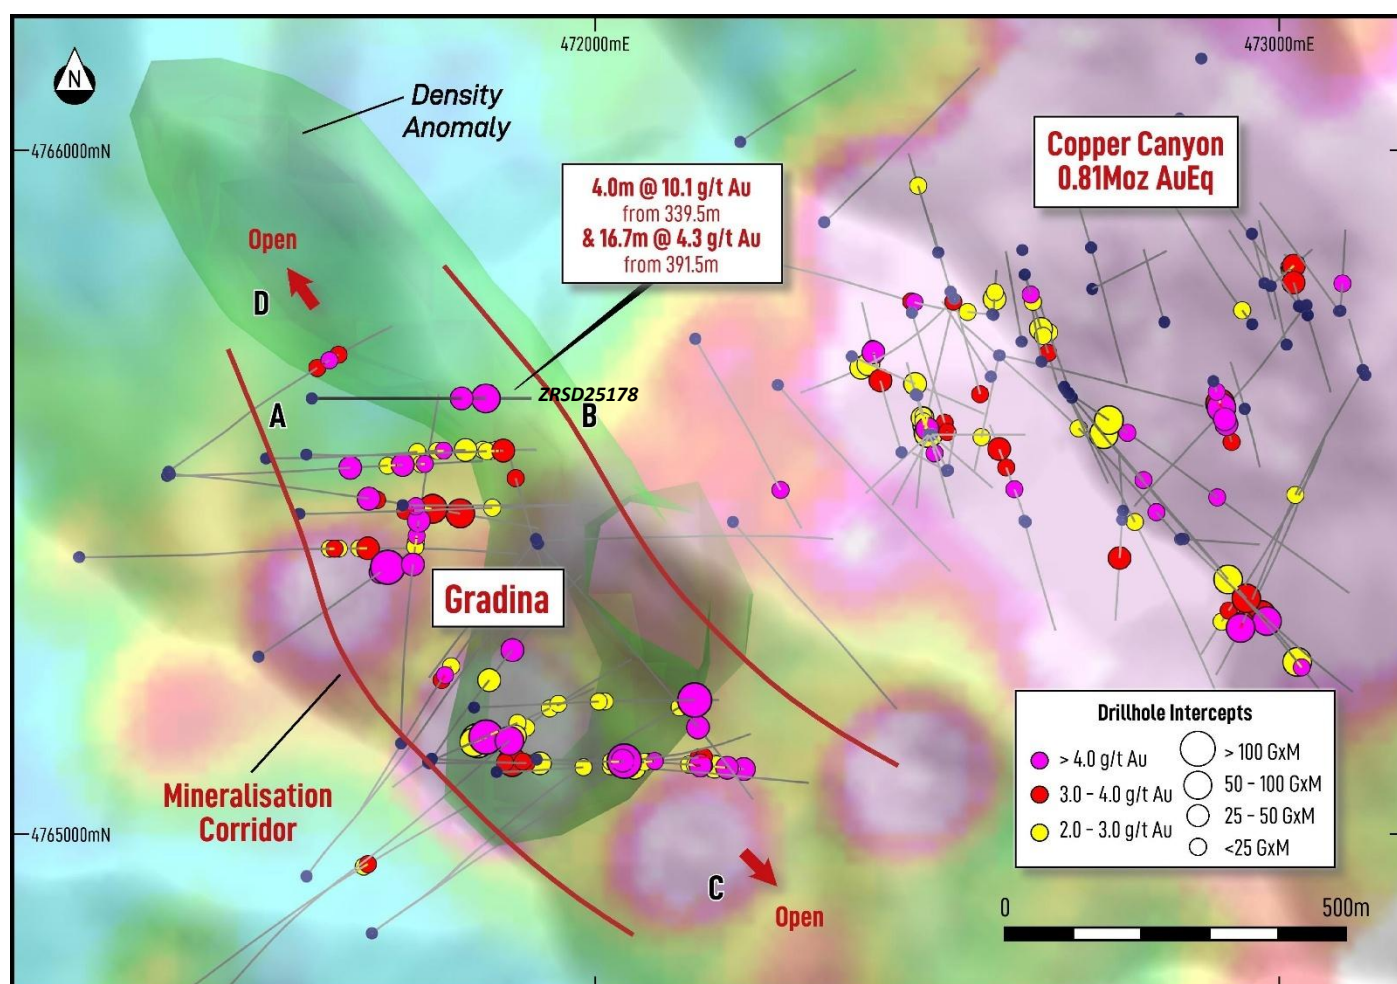 472000mE
473000mE
N
Density
Anomaly
4766000mN
Copper Canyon
0.81Moz AuEq
4.0m @ 10.1 g/t Au
from 339.5m
& 16.7m @ 4.3 g/t Au
from 391.5m
Open
D
ZRSD25178
A
B
Gradina
Mineralisation
Corridor
4765000mN
C
Open
Drillhole Intercepts
> 4.0 g/t Au
3.0 - 4.0 g/t Au
2.0 - 3.0 g/t Au
> 100 GxM
50 - 100 GxM
25 - 50 GxM
<25 GxM
0
500m